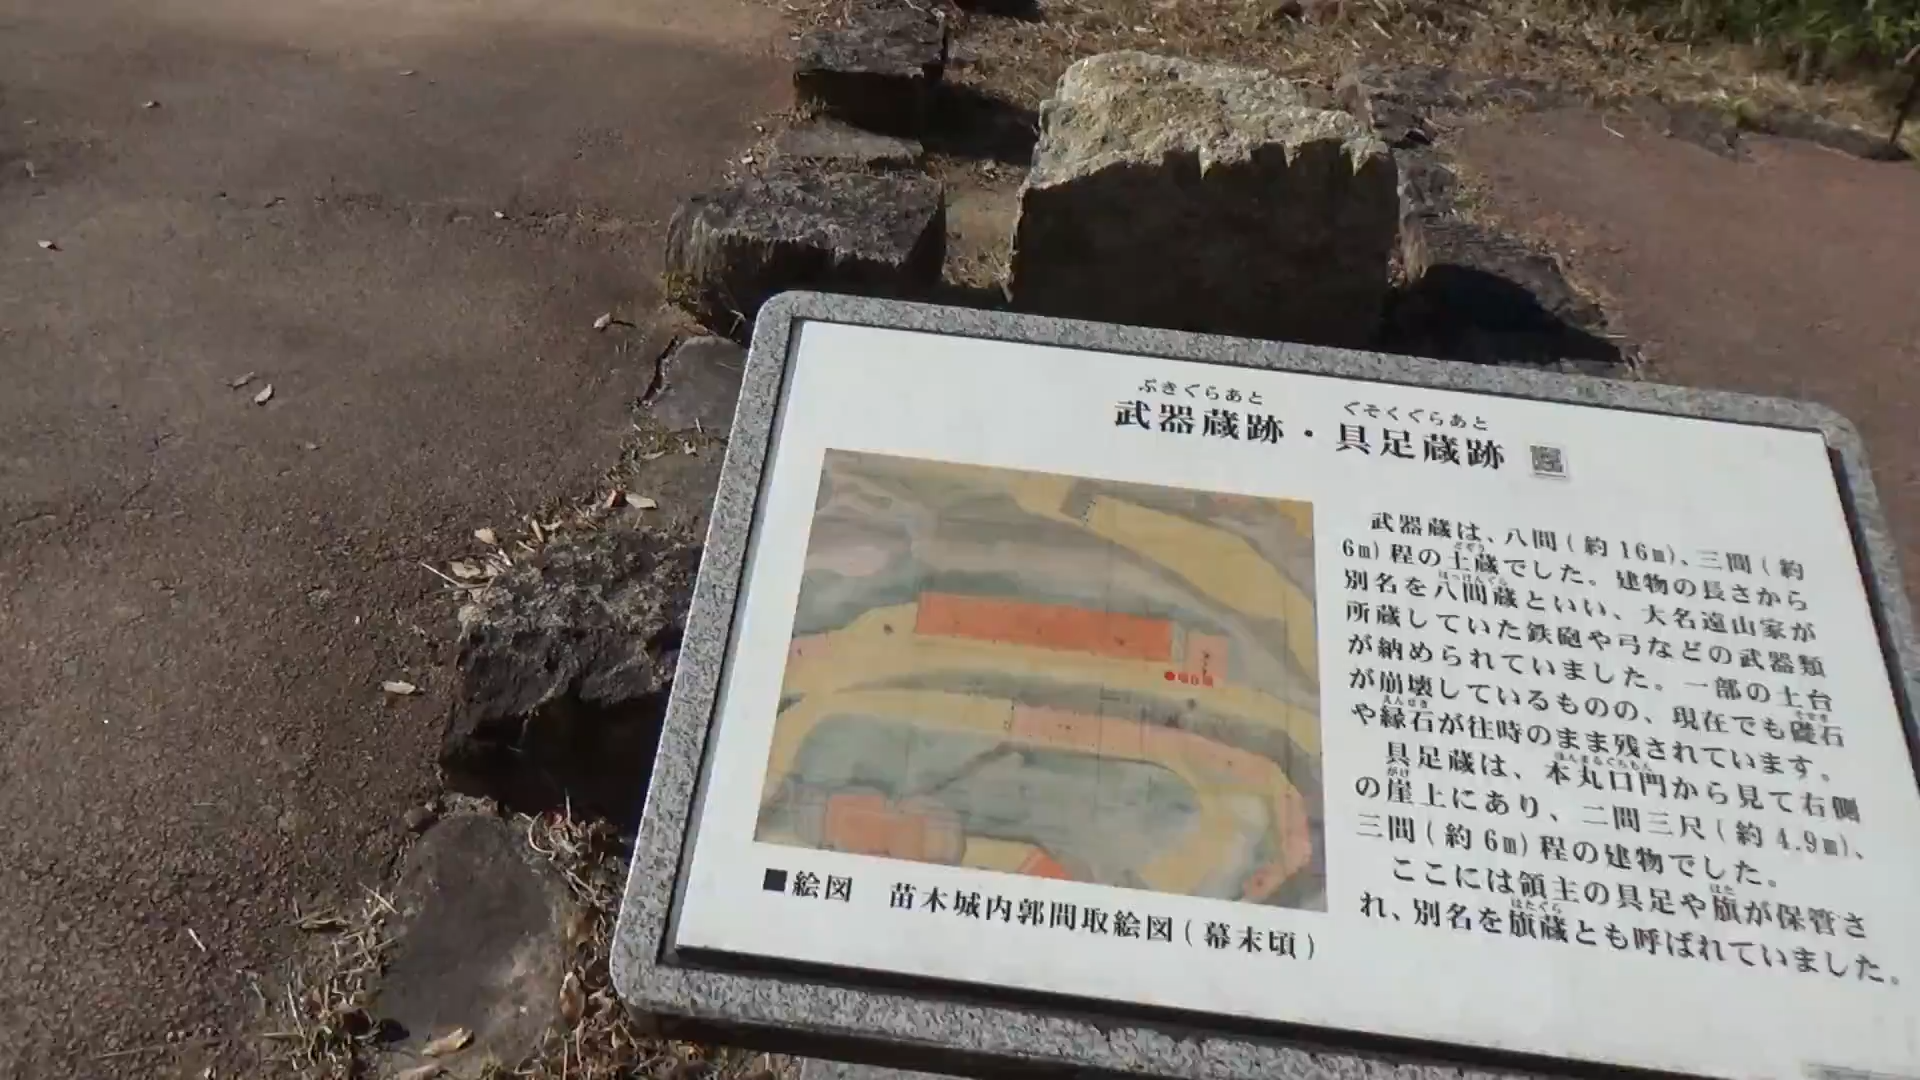 ぶきぐらあと ぐそくぐらあと
武器蔵跡・具足蔵跡
武器蔵は、八間(約16m)、三間(約
6m)程の土蔵でした。建物の長さから
別名を八間蔵といい、大名遠山家が
所蔵していた鉄砲や弓などの武器類
が納められていました。一部の土台
が崩壊しているものの、現在でも礎石
や縁石が往時のまま残されています。
具足蔵は、本丸口門から見て右側
の崖上にあり、二間三尺(約4.9m)、
三間(約6m)程の建物でした。
ここには領主の具足や旗が保管さ
れ、別名を旗蔵とも呼ばれていました。
■絵図 苗木城内郭間取絵図(幕末頃)